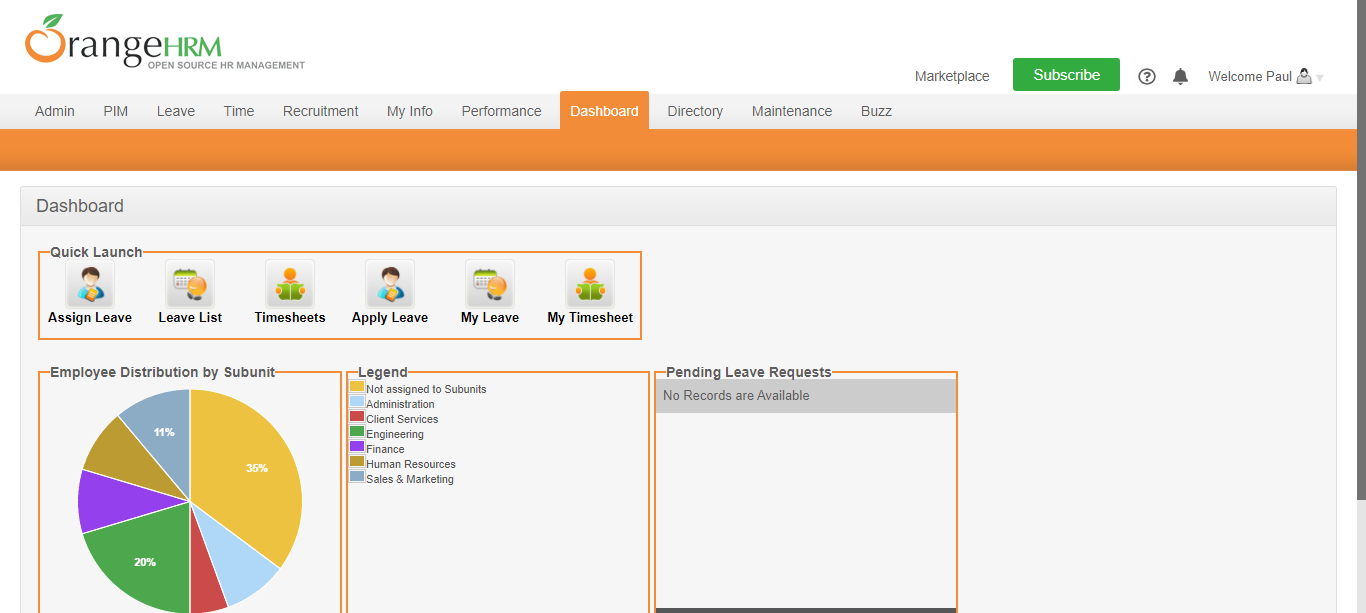 OrangeHRM
OPEN SOURCE HR MANAGEMENT
Marketplace Subscribe Welcome Paul
Admin PIM Leave Time Recruitment My Info Performance Dashboard Directory Maintenance Buzz
Dashboard
Quick Launch
Assign Leave Leave List Timesheets Apply Leave My Leave My Timesheet
Employee Distribution by Subunit
11%
35%
20%
Legend
Not assigned to Subunits
Administration
Client Services
Engineering
Finance
Human Resources
Sales & Marketing
Pending Leave Requests
No Records are Available